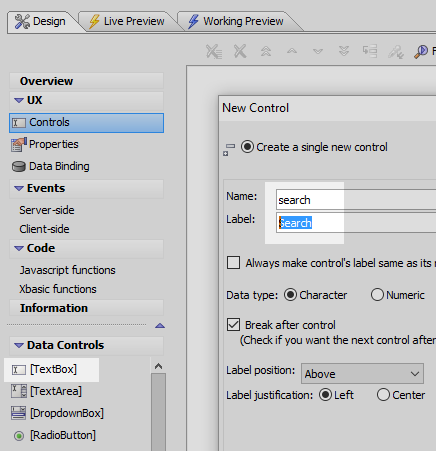 Design Live Preview Working Preview
F
Overview
UX
Controls
Properties
Data Binding
Events
Server-side
Client-side
Code
Javascript functions
Xbasic functions
Information
Data Controls
[TextBox]
[TextArea]
[DropdownBox]
[RadioButton]
New Control
Create a single new control
Name: search
Label: Search
Always make control's label same as its
Data type: Character Numeric
Break after control
(Check if you want the next control after
Label position: Above
Label justification: Left Center